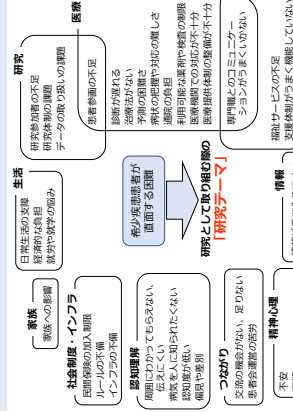 家族
家族への影響
生活
日常生活の支障
経済的な負担
就労や就学の悩み
研究
研究参加者の不足
研究体制の課題
データの取り扱いの課題
医療
患者参画の不足
診断が遅れる
治療法がない
予測の困難さ
病状の把握や対応の難しさ
通院の負担
利用可能な薬剤や検査の制限
医療機関での対応が不十分
医療提供体制の整備が不十分
専門職とのコミュニケー
ションがうまくいかない
社会制度・インフラ
民間保険の加入制限
ルールの不備
インフラの不備
認知理解
周囲にわかってもらえない、
伝えにくい
病気を人に知られたくない
認知度が低い
偏見や差別
希少疾患患者が
直面する困難
研究として取り組む際の
「研究テーマ」
つながり
交流の機会がない、足りない
患者会運営の苦労
精神心理
不安
情報
福祉サービスの不足
支援体制がうまく機能していない